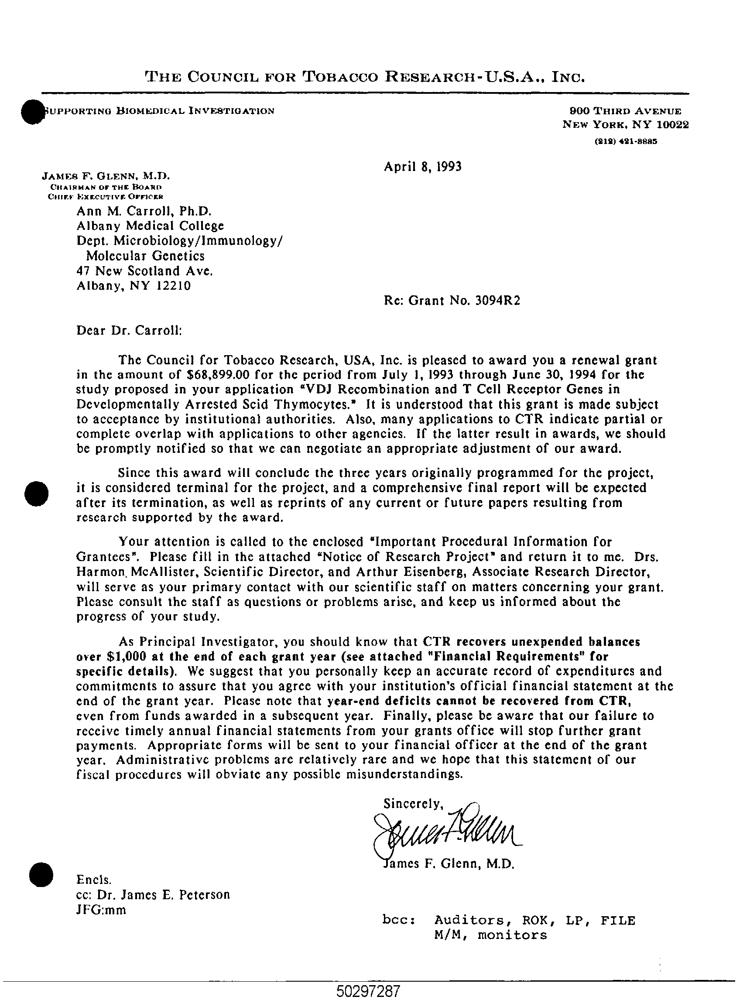 THE COUNCIL FOR TOBACCO RESEARCH-U.S.A., INC.
SUPPORTING BIOMEDICAL INVESTIGATION
900 THIRD AVENUE
NEW YORK, NY 10022
(212) 421-8885
JAMES F. GLENN, M.D.
CHAIRMAN OF THE BOARD
CHIEF EXECUTIVE OFFICER
April 8, 1993
Ann M. Carroll, Ph.D.
Albany Medical College
Dept. Microbiology/Immunology/
Molecular Genetics
47 New Scotland Ave.
Albany, NY 12210
Re: Grant No. 3094R2
Dear Dr. Carroll:
The Council for Tobacco Research, USA, Inc. is pleased to award you a renewal grant
in the amount of $68,899.00 for the period from July 1, 1993 through June 30, 1994 for the
study proposed in your application "VDJ Recombination and T Cell Receptor Genes in
Developmentally Arrested Scid Thymocytes." It is understood that this grant is made subject
to acceptance by institutional authorities. Also, many applications to CTR indicate partial or
complete overlap with applications to other agencies. If the latter result in awards, we should
be promptly notified so that we can negotiate an appropriate adjustment of our award.
Since this award will conclude the three years originally programmed for the project,
it is considered terminal for the project, and a comprehensive final report will be expected
after its termination, as well as reprints of any current or future papers resulting from
research supported by the award.
Your attention is called to the enclosed "Important Procedural Information for
Grantees". Please fill in the attached "Notice of Research Project" and return it to me. Drs.
Harmon McAllister, Scientific Director, and Arthur Eisenberg, Associate Research Director,
will serve as your primary contact with our scientific staff on matters concerning your grant.
Please consult the staff as questions or problems arise, and keep us informed about the
progress of your study.
As Principal Investigator, you should know that CTR recovers unexpended balances
over $1,000 at the end of each grant year (see attached "Financial Requirements" for
specific details). We suggest that you personally keep an accurate record of expenditures and
commitments to assure that you agree with your institution's official financial statement at the
end of the grant year. Please note that year-end deficits cannot be recovered from CTR,
even from funds awarded in a subsequent year. Finally, please be aware that our failure to
receive timely annual financial statements from your grants office will stop further grant
payments. Appropriate forms will be sent to your financial officer at the end of the grant
year. Administrative problems are relatively rare and we hope that this statement of our
fiscal procedures will obviate any possible misunderstandings.
Sincerely,
James F. Glenn
James F. Glenn, M.D.
Encls.
cc: Dr. James E. Peterson
JFG:mm
bcc: Auditors, ROK, LP, FILE
M/M, monitors
50297287